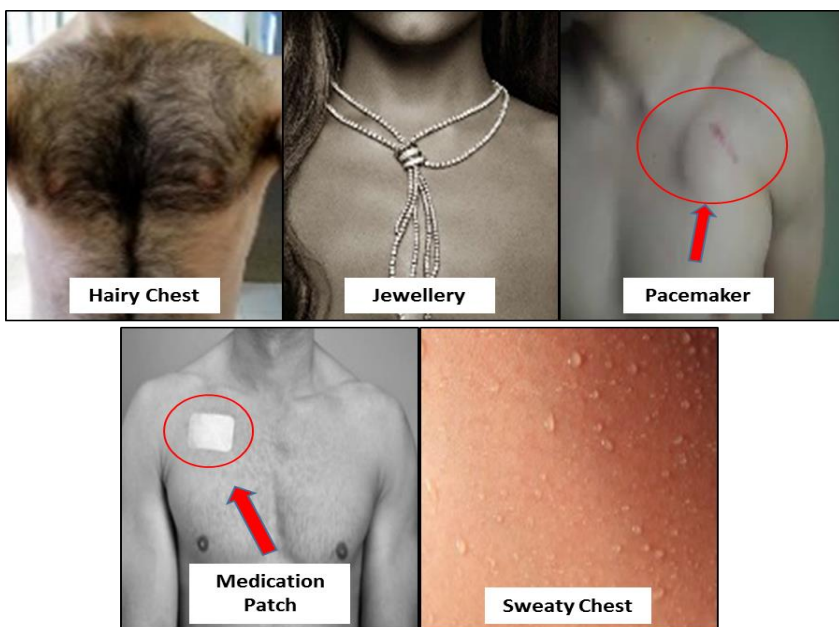 Hairy Chest
Jewellery
Pacemaker
Medication
Patch
Sweaty Chest